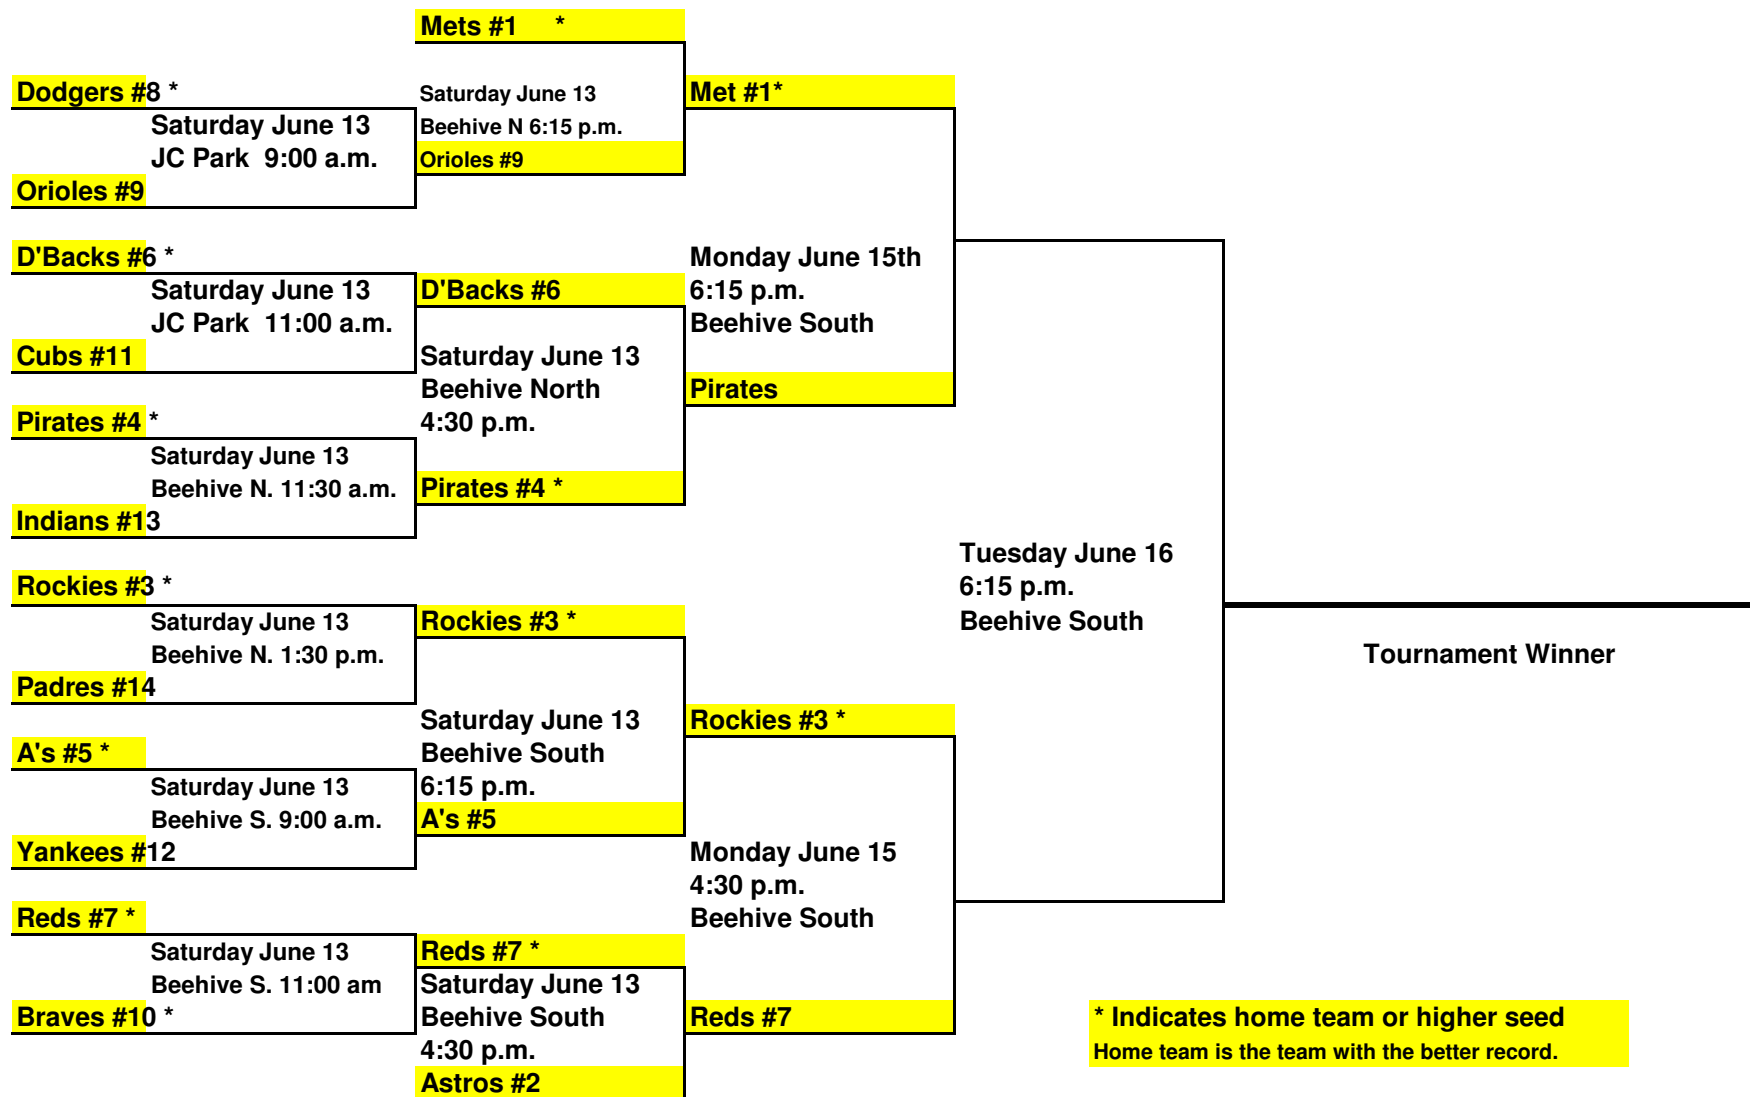 Mets #1 *
Dodgers #8 *
Saturday June 13
JC Park 9:00 a.m.
Orioles #9
Saturday June 13
Beehive N 6:15 p.m.
Orioles #9
Met #1*
D'Backs #6 *
Saturday June 13
JC Park 11:00 a.m.
Cubs #11
D'Backs #6
Saturday June 13
Beehive North
4:30 p.m.
Monday June 15th
6:15 p.m.
Beehive South
Pirates
Pirates #4 *
Saturday June 13
Beehive N. 11:30 a.m.
Indians #13
Pirates #4 *
Rockies #3 *
Saturday June 13
Beehive N. 1:30 p.m.
Padres #14
Rockies #3 *
Saturday June 13
Beehive South
6:15 p.m.
A's #5
Tuesday June 16
6:15 p.m.
Beehive South
Tournament Winner
Rockies #3 *
A's #5 *
Saturday June 13
Beehive S. 9:00 a.m.
Yankees #12
Monday June 15
4:30 p.m.
Beehive South
Reds #7 *
Saturday June 13
Beehive S. 11:00 am
Braves #10 *
Reds #7 *
Saturday June 13
Beehive South
4:30 p.m.
Astros #2
Reds #7
* Indicates home team or higher seed
Home team is the team with the better record.